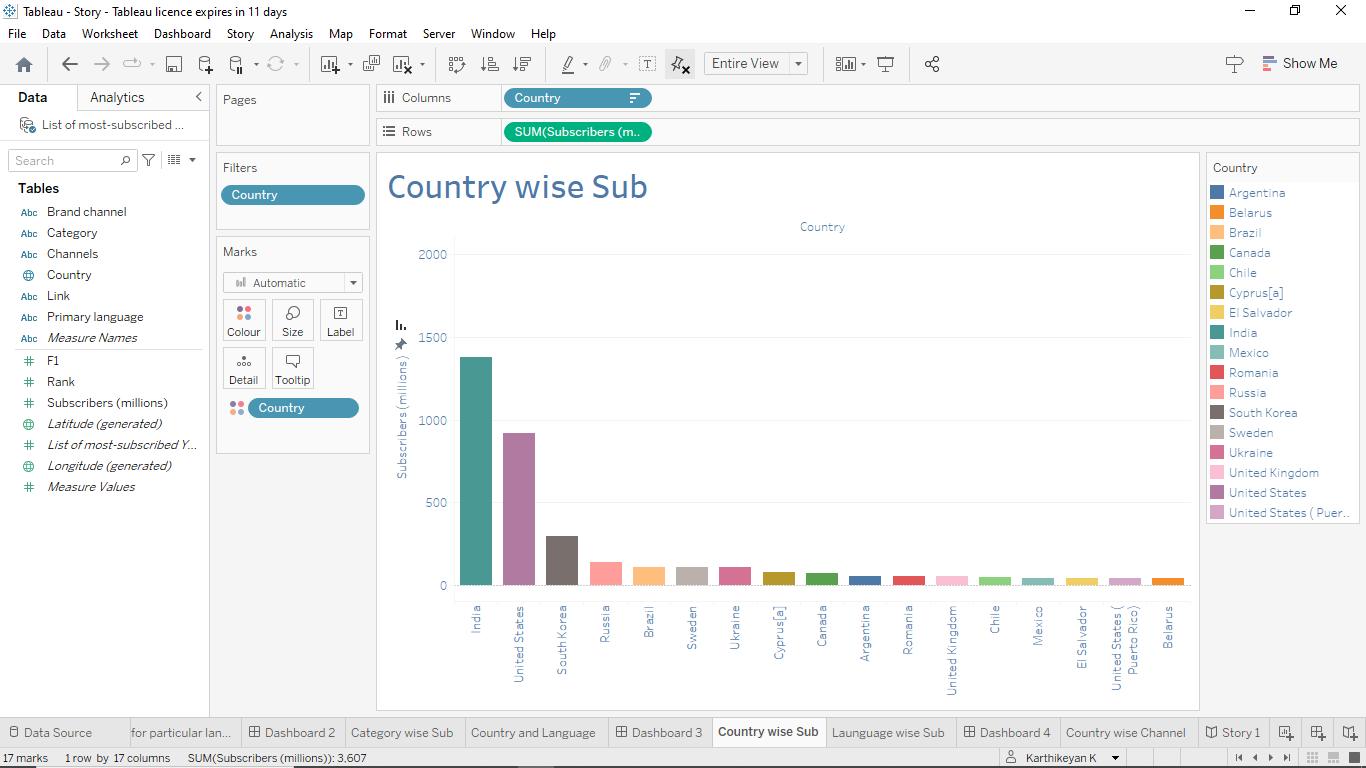 Tableau - Story - Tableau licence expires in 11 days
File Data Worksheet Dashboard Story Analysis Map Format Server Window Help
Entire View
Show Me
Data Analytics
List of most-subscribed ...
Search
Tables
Abc Brand channel
Abc Category
Abc Channels
Country
Abc Link
Abc Primary language
Abc Measure Names
F1
Rank
Subscribers (millions)
Latitude (generated)
List of most-subscribed Y...
Longitude (generated)
Measure Values
Pages
Filters
Country
Marks
Automatic
Colour Size Label
Detail Tooltip
Country
Columns Country
Rows SUM(Subscribers (m..
Country wise Sub
Country
Subscribers (millions)
2000
1500
1000
500
0
India
United States
South Korea
Russia
Brazil
Sweden
Ukraine
Cyprus[a]
Canada
Argentina
Romania
United Kingdom
Chile
Mexico
El Salvador
United States (
Puerto Rico)
Belarus
Country
Argentina
Belarus
Brazil
Canada
Chile
Cyprus[a]
El Salvador
India
Mexico
Romania
Russia
South Korea
Sweden
Ukraine
United Kingdom
United States
United States ( Puer..
Data Source for particular lan... Dashboard 2 Category wise Sub Country and Language Dashboard 3 Country wise Sub Launguage wise Sub Dashboard 4 Country wise Channel Story 1
17 marks 1 row by 17 columns SUM(Subscribers (millions)): 3,607 Karthikeyan K